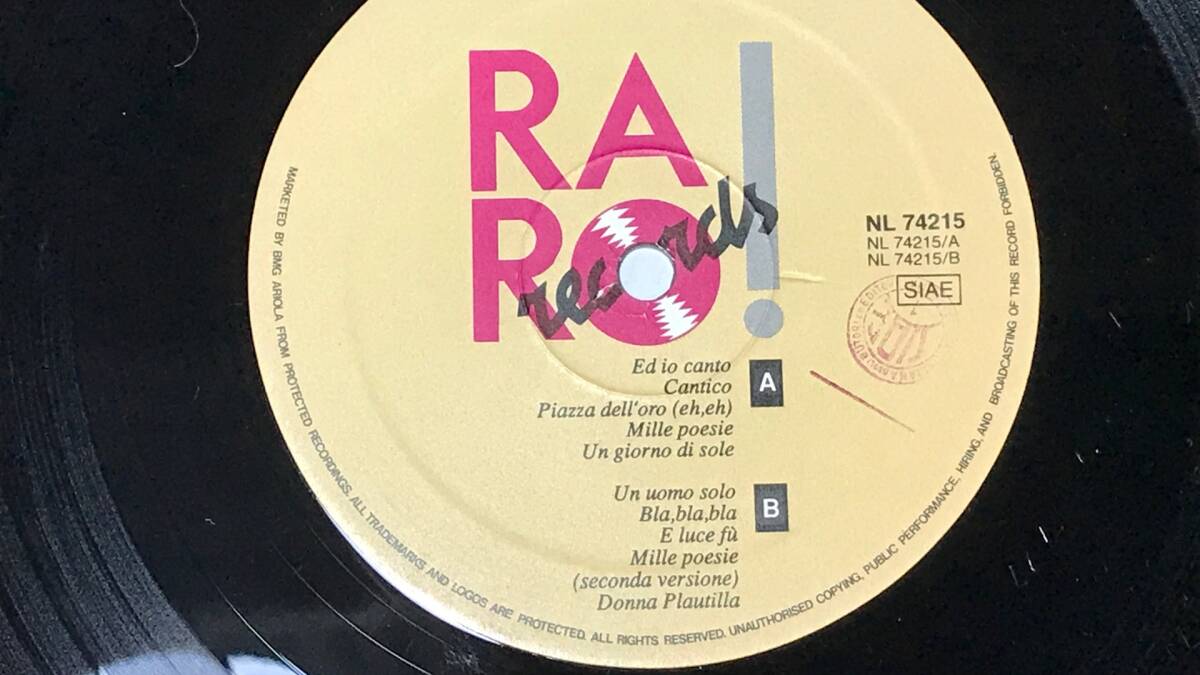 RA!
RO
records
NL 74215
NL 74215/A
NL 74215/B
SIAE
Ed io canto
Cantico
A
Piazza dell'oro (eh,eh)
Mille poesie
Un giorno di sole
Un uomo solo
Bla,bla,bla
B
E luce fù
Mille poesie
(seconda versione)
Donna Plautilla
MARKETED BY BMG ARIOLA FROM PROTECTED RECORDINGS. ALL TRADEMARKS AND LOGOS ARE PROTECTED. ALL RIGHTS RESERVED. UNAUTHORISED COPYING, PUBLIC PERFORMANCE, HIRING, AND BROADCASTING OF THIS RECORD FORBIDDEN.